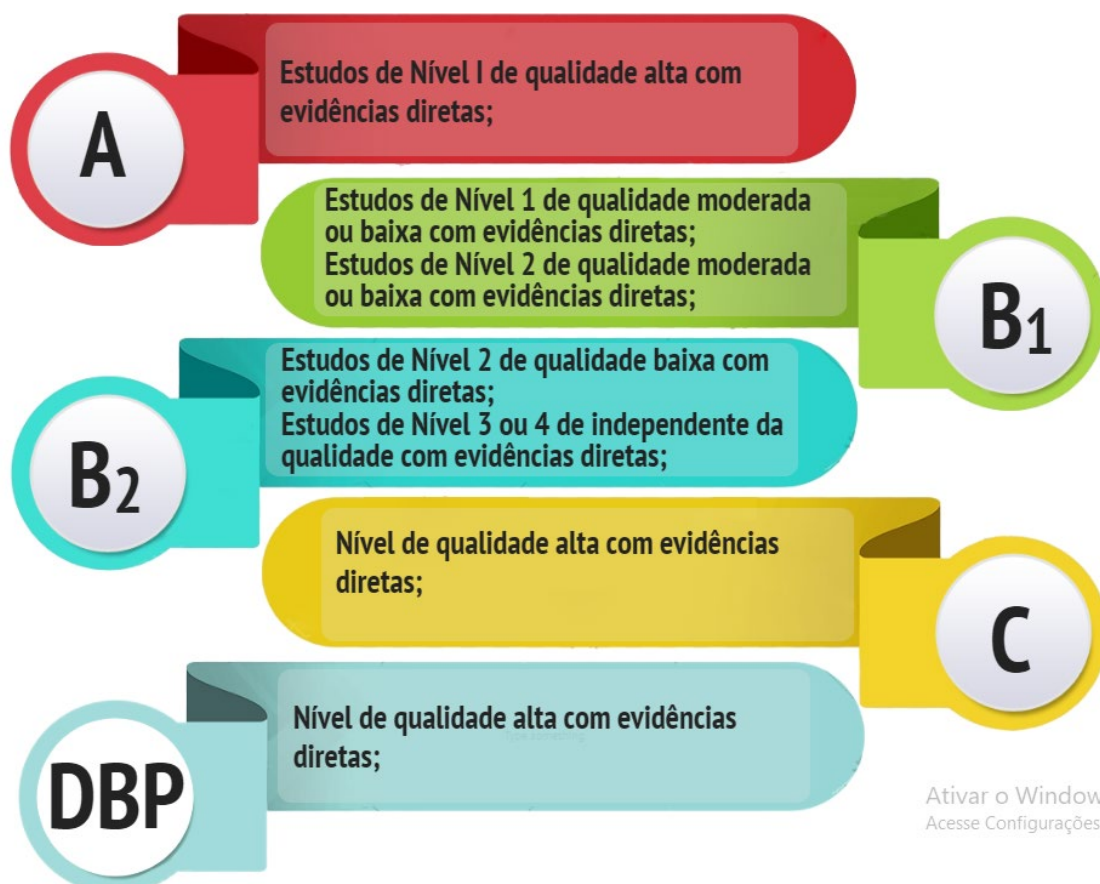 A
Estudos de Nível I de qualidade alta com
evidências diretas;
Estudos de Nível 1 de qualidade moderada
ou baixa com evidências diretas;
Estudos de Nível 2 de qualidade moderada
ou baixa com evidências diretas;
B1
B2
Estudos de Nível 2 de qualidade baixa com
evidências diretas;
Estudos de Nível 3 ou 4 de independente da
qualidade com evidências diretas;
Nível de qualidade alta com evidências
diretas;
C
DBP
Nível de qualidade alta com evidências
diretas;
Ativar o Window
Acesse Configurações